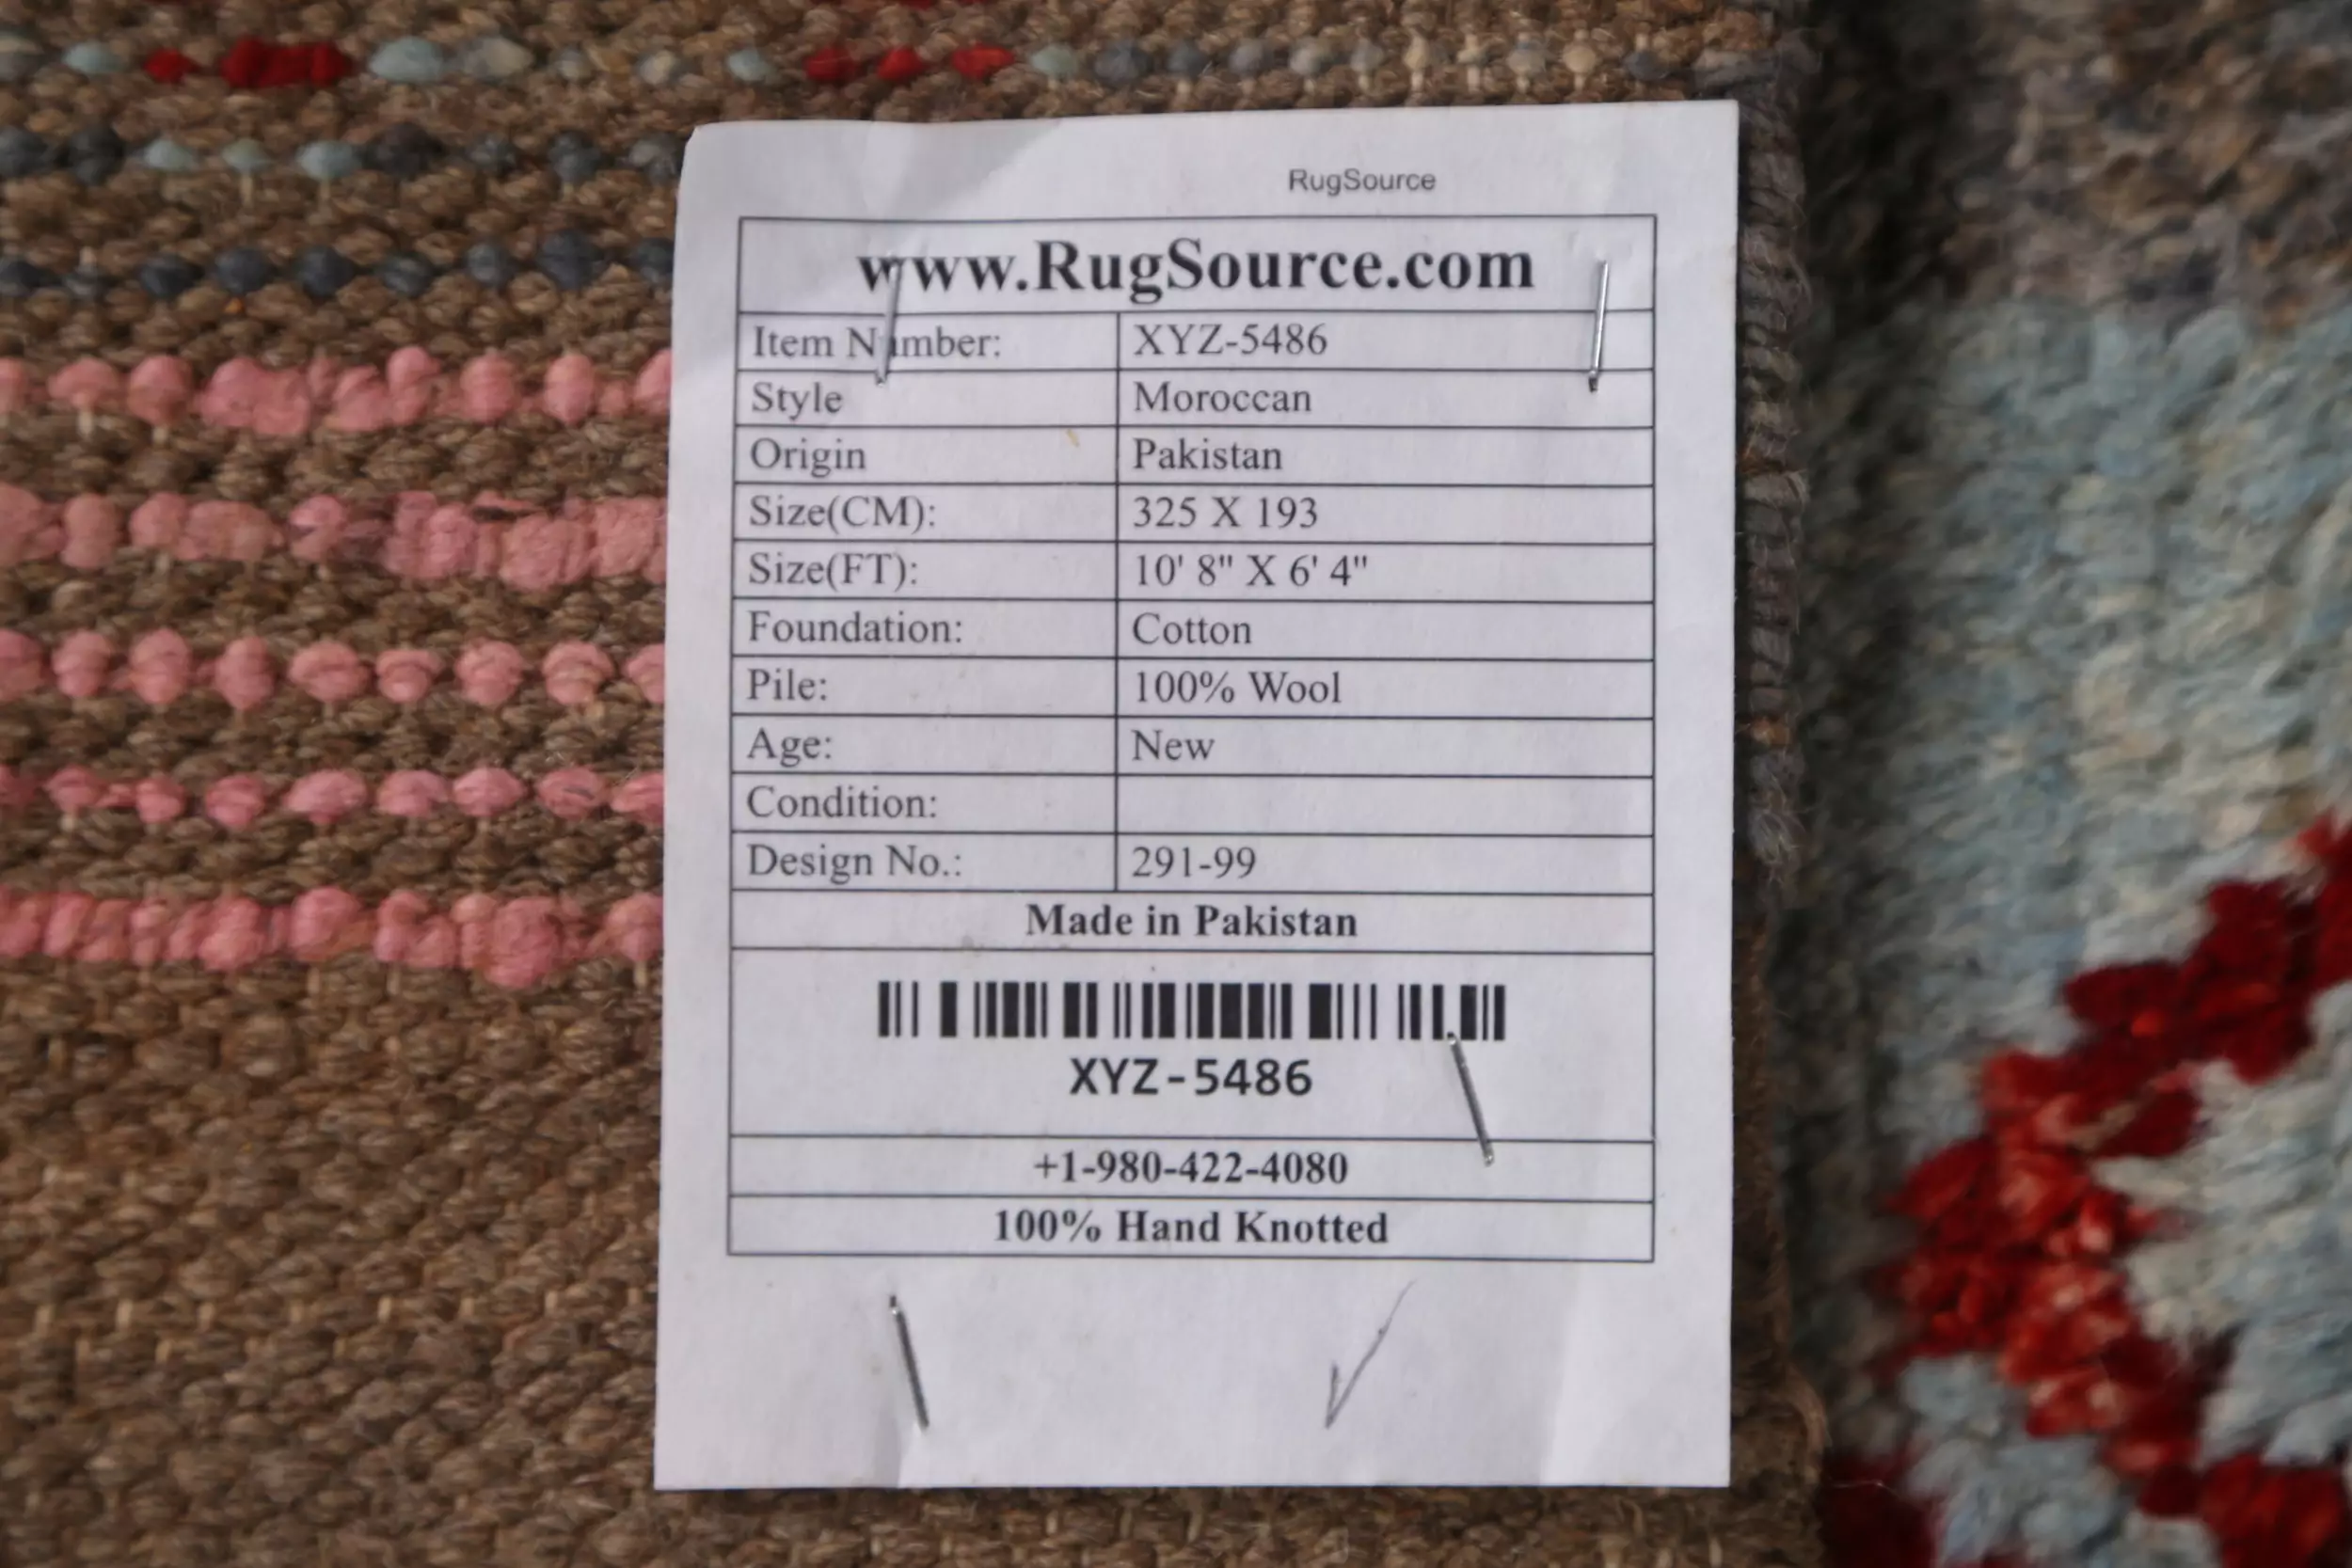 RugSource
www.RugSource.com
Item Number: XYZ-5486
Style Moroccan
Origin Pakistan
Size(CM): 325 X 193
Size(FT): 10' 8" X 6' 4"
Foundation: Cotton
Pile: 100% Wool
Age: New
Condition:
Design No.: 291-99
Made in Pakistan
XYZ-5486
+1-980-422-4080
100% Hand Knotted